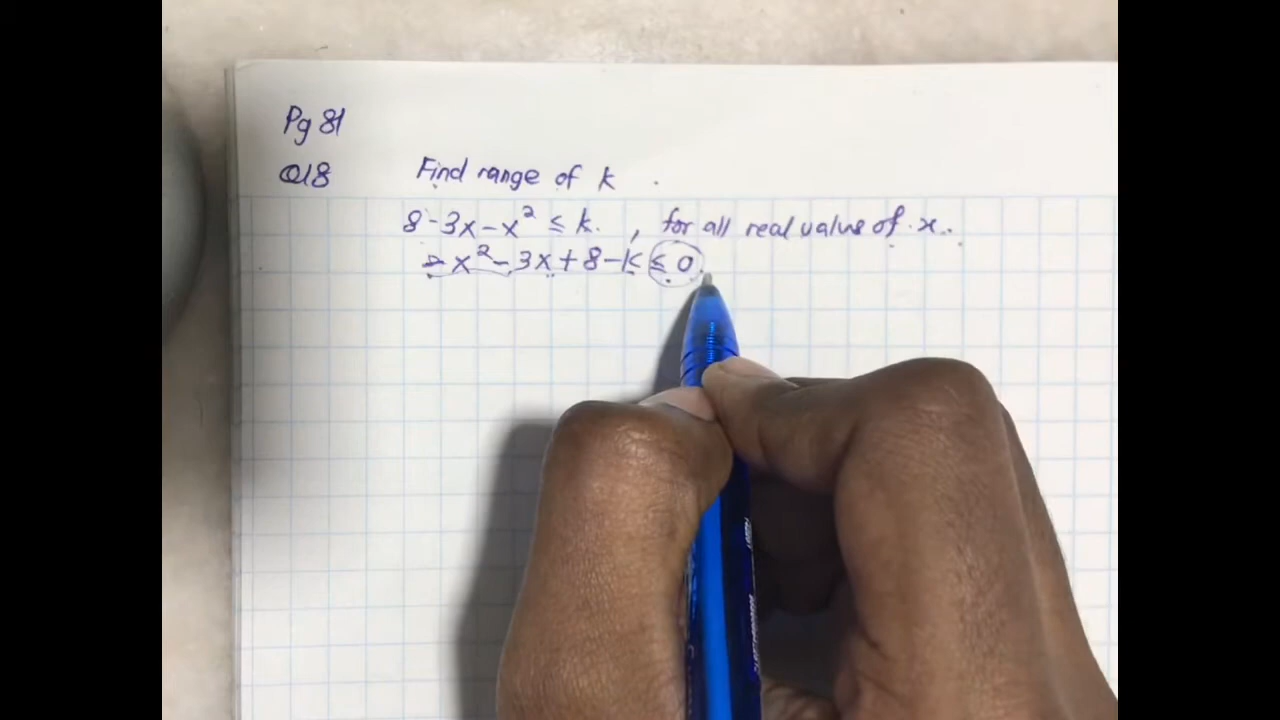 Pg 81
Q18 Find range of k.
8 - 3x - x² ≤ k. , for all real value of x.
- x² - 3x + 8 - k ≤ 0